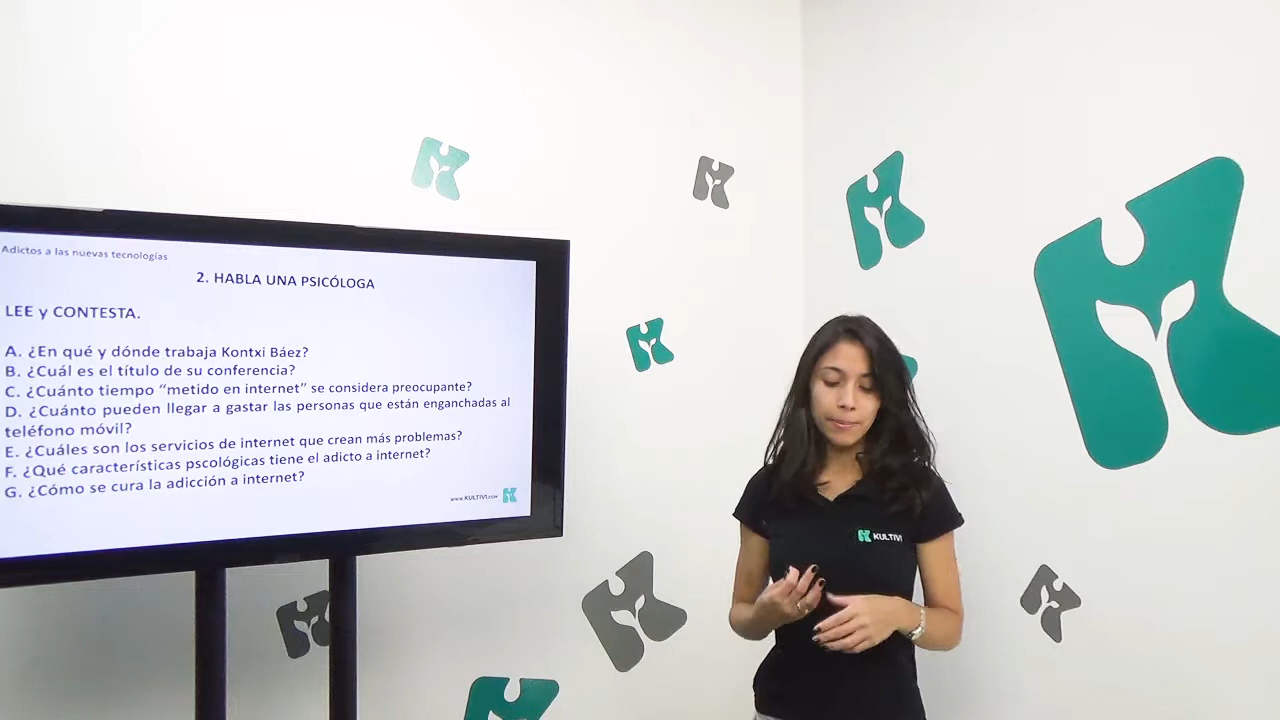 Adictos a las nuevas tecnologías
2. HABLA UNA PSICÓLOGA
LEE y CONTESTA.
A. ¿En qué y dónde trabaja Kontxi Báez?
B. ¿Cuál es el título de su conferencia?
C. ¿Cuánto tiempo “metido en internet” se considera preocupante?
D. ¿Cuánto pueden llegar a gastar las personas que están enganchadas al
teléfono móvil?
E. ¿Cuáles son los servicios de internet que crean más problemas?
F. ¿Qué características pscológicas tiene el adicto a internet?
G. ¿Cómo se cura la adicción a internet?
www.KULTIVI.com
KULTIVI